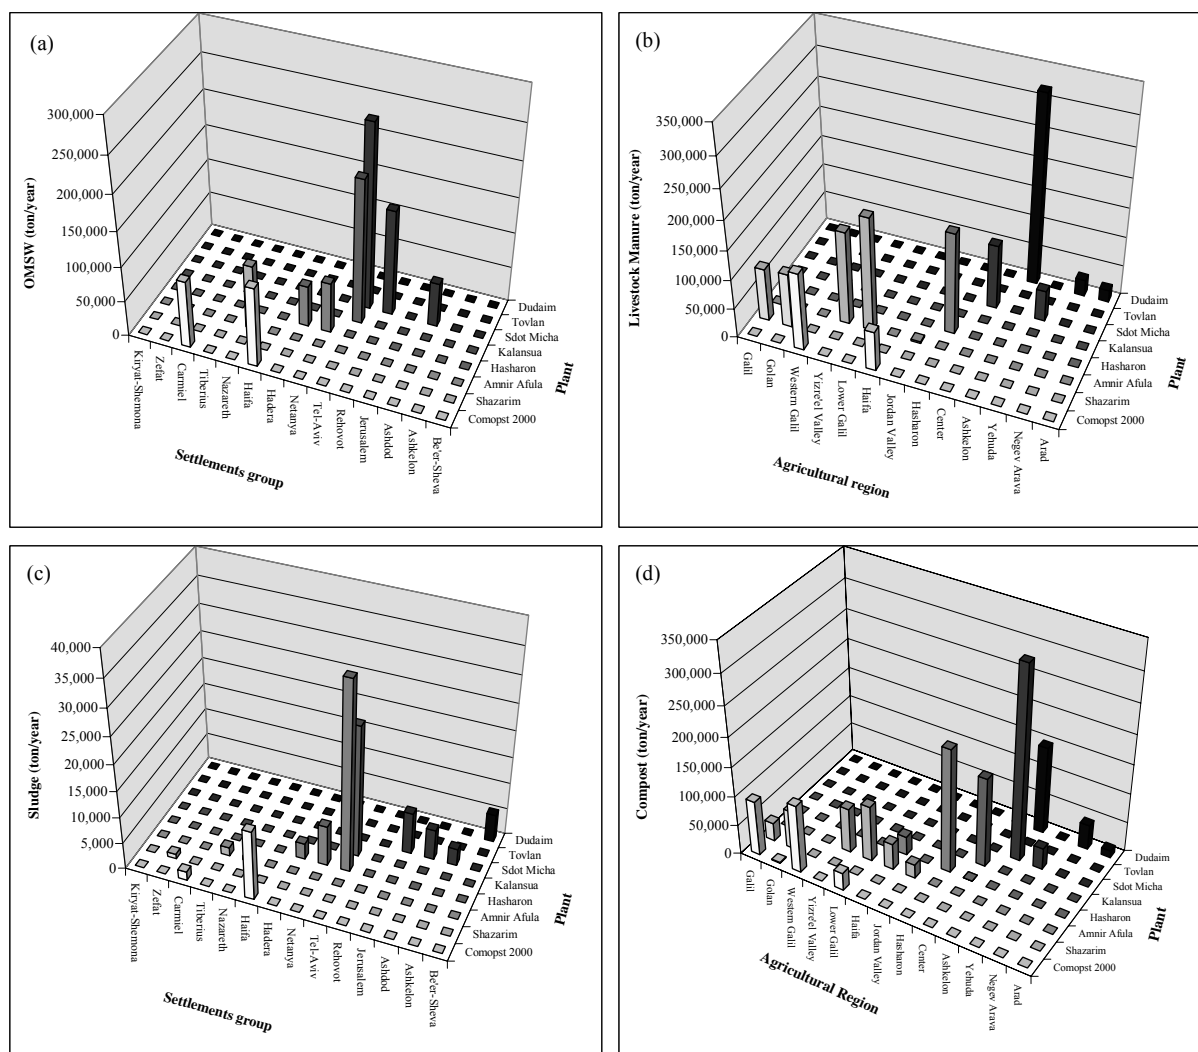 (a)
OMSW (ton/year)
300,000
250,000
200,000
150,000
100,000
50,000
0
Kiryat-Shemona
Zefat
Carmiel
Tiberius
Nazareth
Haifa
Hadera
Netanya
Tel-Aviv
Rehovot
Jerusalem
Ashdod
Ashkelon
Be'er-Sheva
Settlements group
Dudaim
Tovlan
Sdot Micha
Kalansua
Hasharon
Amnir Afula
Shazarim
Comopst 2000
Plant
(b)
Livestock Manure (ton/year)
350,000
300,000
250,000
200,000
150,000
100,000
50,000
0
Galil
Golan
Western Galil
Yizre'el Valley
Lower Galil
Haifa
Jordan Valley
Hasharon
Center
Ashkelon
Yehuda
Negev Arava
Arad
Agricultural region
Dudaim
Tovlan
Sdot Micha
Kalansua
Hasharon
Amnir Afula
Shazarim
Comopst 2000
Plant
(c)
Sludge (ton/year)
40,000
35,000
30,000
25,000
20,000
15,000
10,000
5,000
0
Kiryat-Shemona
Zefat
Carmiel
Tiberius
Nazareth
Haifa
Hadera
Netanya
Tel-Aviv
Rehovot
Jerusalem
Ashdod
Ashkelon
Be'er-Sheva
Settlements group
Dudaim
Tovlan
Sdot Micha
Kalansua
Hasharon
Amnir Afula
Shazarim
Comopst 2000
Plant
(d)
Compost (ton/year)
350,000
300,000
250,000
200,000
150,000
100,000
50,000
0
Galil
Golan
Western Galil
Yizre'el Valley
Lower Galil
Haifa
Jordan Valley
Hasharon
Center
Ashkelon
Yehuda
Negev Arava
Arad
Agricultural Region
Dudaim
Tovlan
Sdot Micha
Kalansua
Hasharon
Amnir Afula
Shazarim
Comopst 2000
Plant